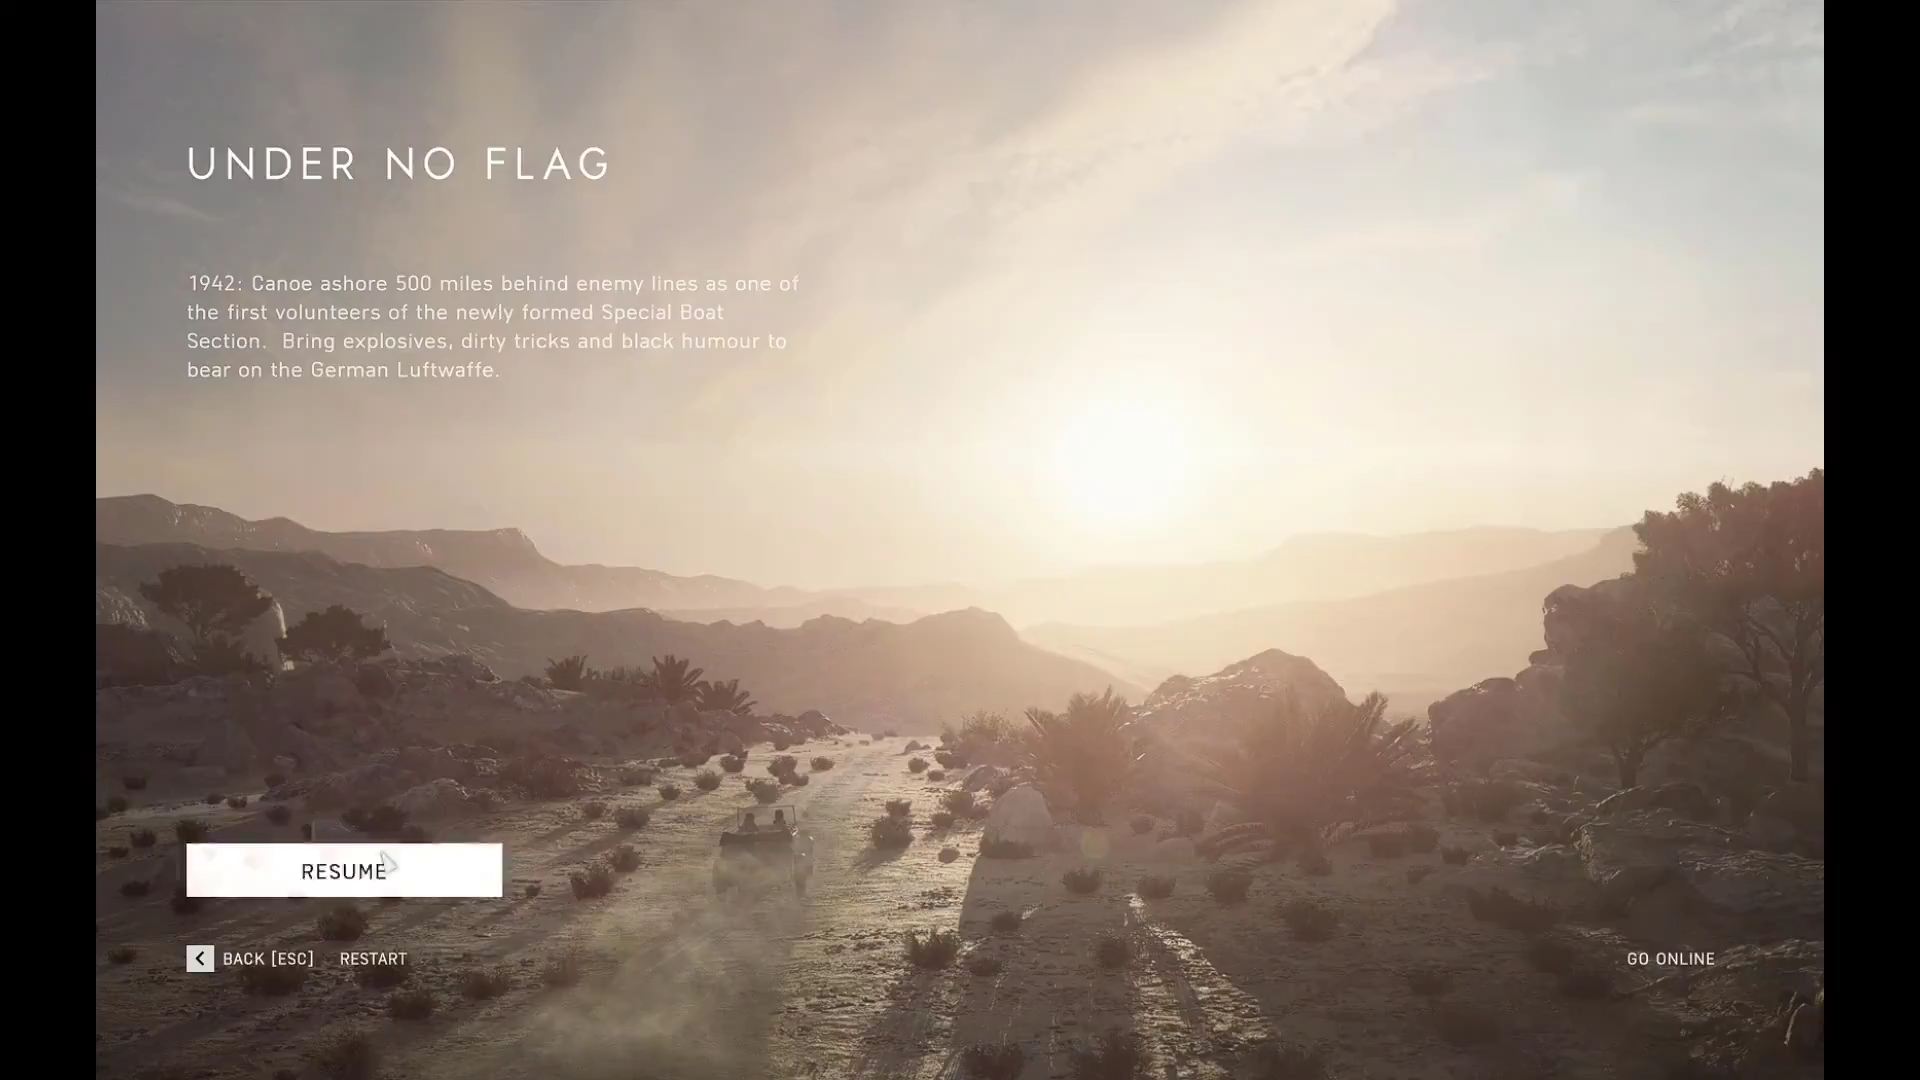 UNDER NO FLAG
1942: Canoe ashore 500 miles behind enemy lines as one of
the first volunteers of the newly formed Special Boat
Section.  Bring explosives, dirty tricks and black humour to
bear on the German Luftwaffe.
RESUME
BACK [ESC] RESTART
GO ONLINE